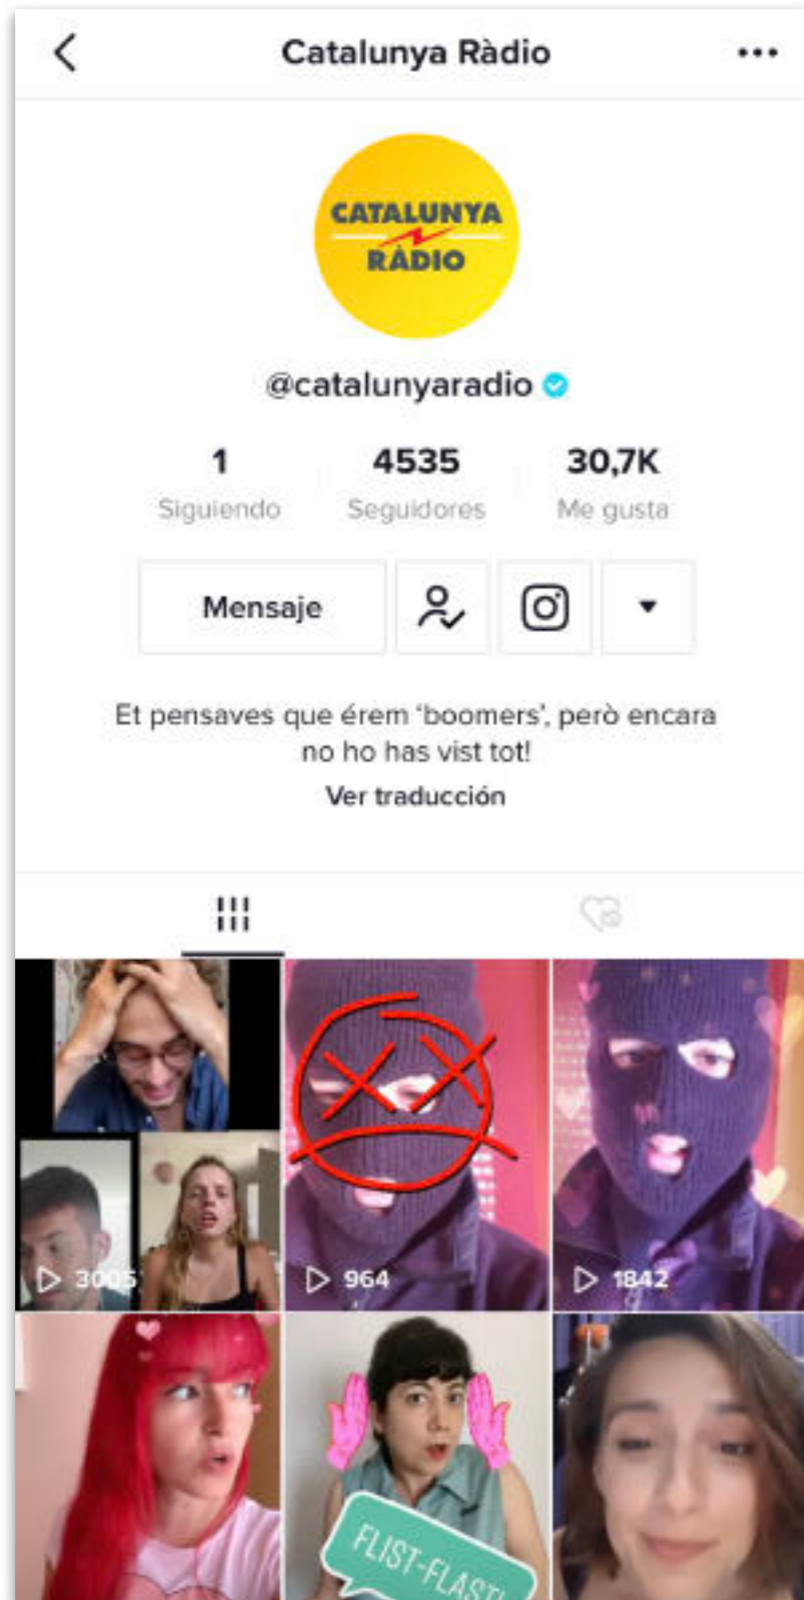 Catalunya Ràdio
CATALUNYA
RÀDIO
@catalunyaradio
1
4535
30,7K
Siguiendo
Seguidores
Me gusta
Mensaje
Et pensaves que érem ‘boomers’, però encara
no ho has vist tot!
Ver traducción
3005
964
1842
FLIST-FLAST!